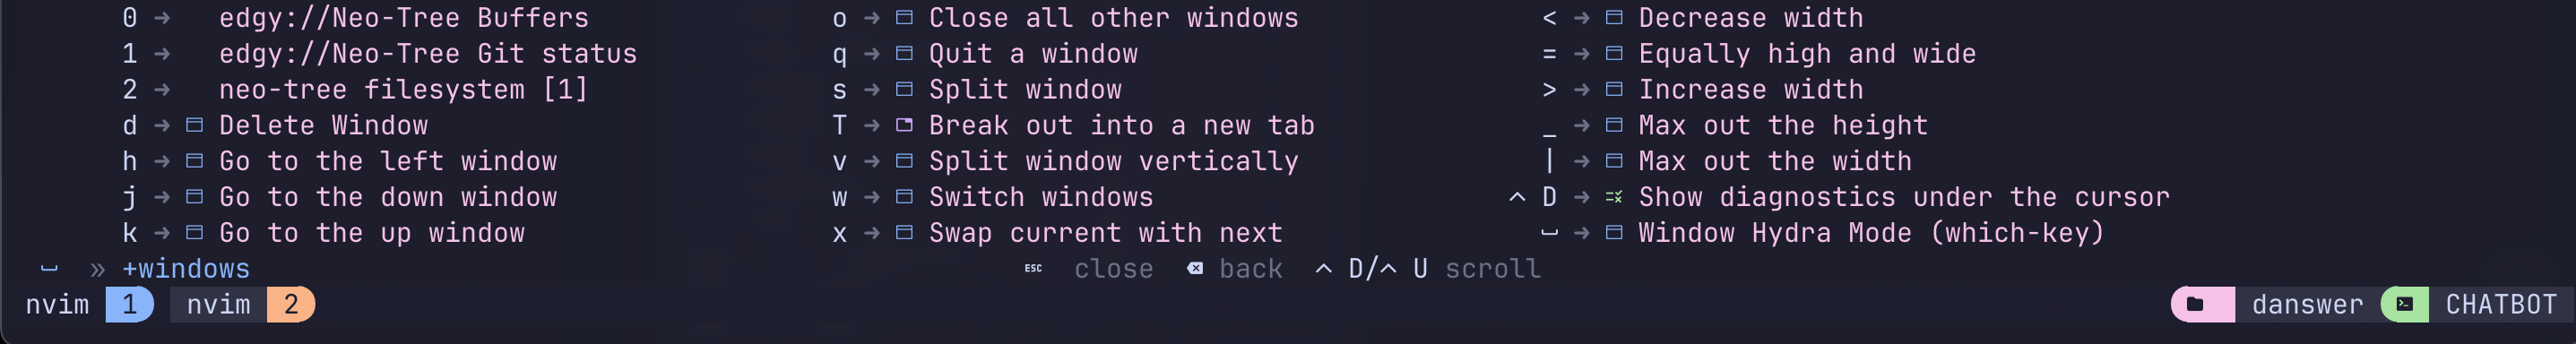 0 → edgy://Neo-Tree Buffers
1 → edgy://Neo-Tree Git status
2 → neo-tree filesystem [1]
d → Delete Window
h → Go to the left window
j → Go to the down window
k → Go to the up window
o → Close all other windows
q → Quit a window
s → Split window
T → Break out into a new tab
v → Split window vertically
w → Switch windows
x → Swap current with next
< → Decrease width
= → Equally high and wide
> → Increase width
_ → Max out the height
| → Max out the width
^ D → Show diagnostics under the cursor
␣ → Window Hydra Mode (which-key)
␣ » +windows
ESC close ⌫ back ^ D/^ U scroll
nvim 1 nvim 2
danswer CHATBOT